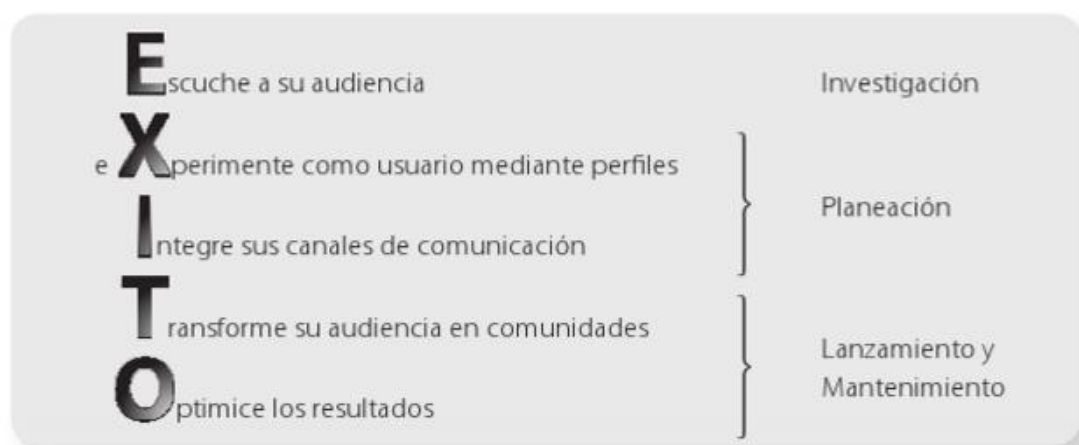 Escuche a su audiencia
Investigación
eXperimente como usuario mediante perfiles
Planeación
Integre sus canales de comunicación
Transforme su audiencia en comunidades
Lanzamiento y
Mantenimiento
Optimice los resultados